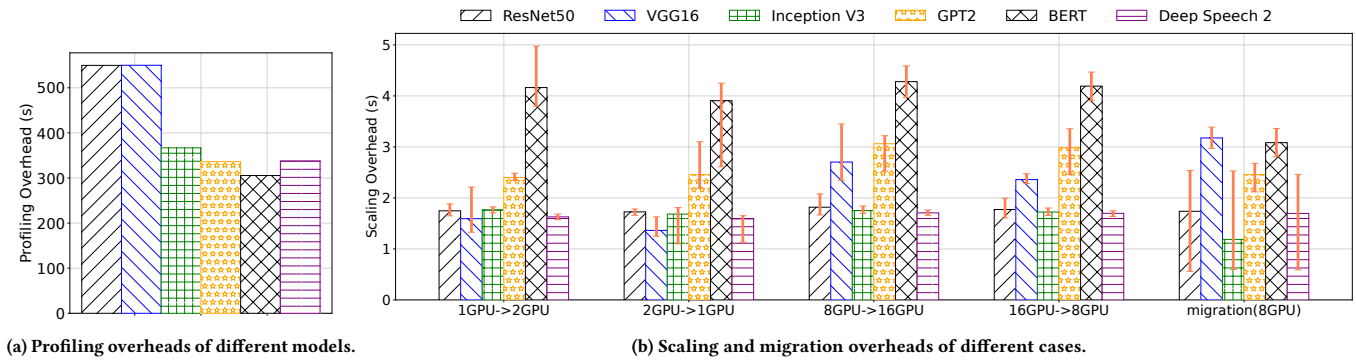 ResNet50 VGG16 Inception V3 GPT2 BERT Deep Speech 2
Profiling Overhead (s)
500
400
300
200
100
0
Scaling Overhead (s)
5
4
3
2
1
0
1GPU->2GPU 2GPU->1GPU 8GPU->16GPU 16GPU->8GPU migration(8GPU)
(a) Profiling overheads of different models.
(b) Scaling and migration overheads of different cases.